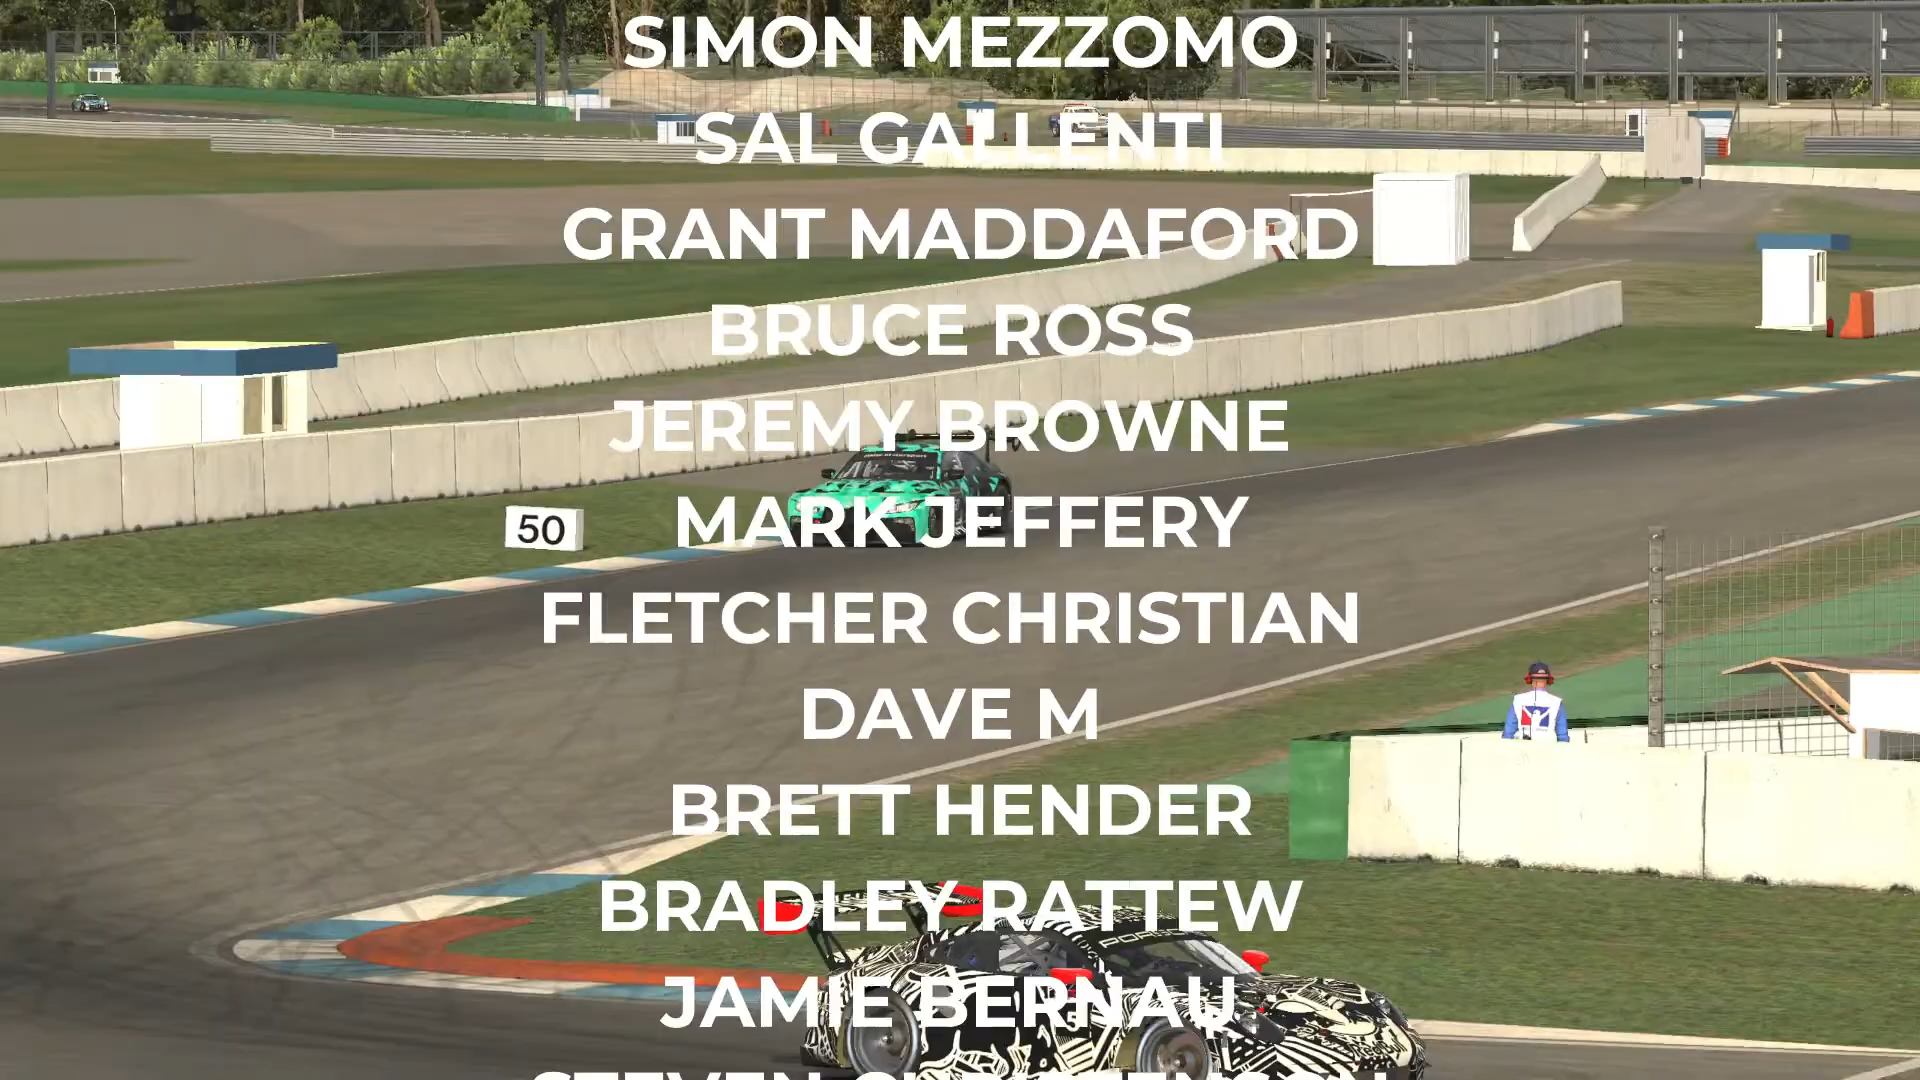 SIMON MEZZOMO
SAL GALLENTI
GRANT MADDAFORD
BRUCE ROSS
JEREMY BROWNE
MARK JEFFERY
50
FLETCHER CHRISTIAN
DAVE M
BRETT HENDER
BRADLEY RATTEW
JAMIE BERNAU